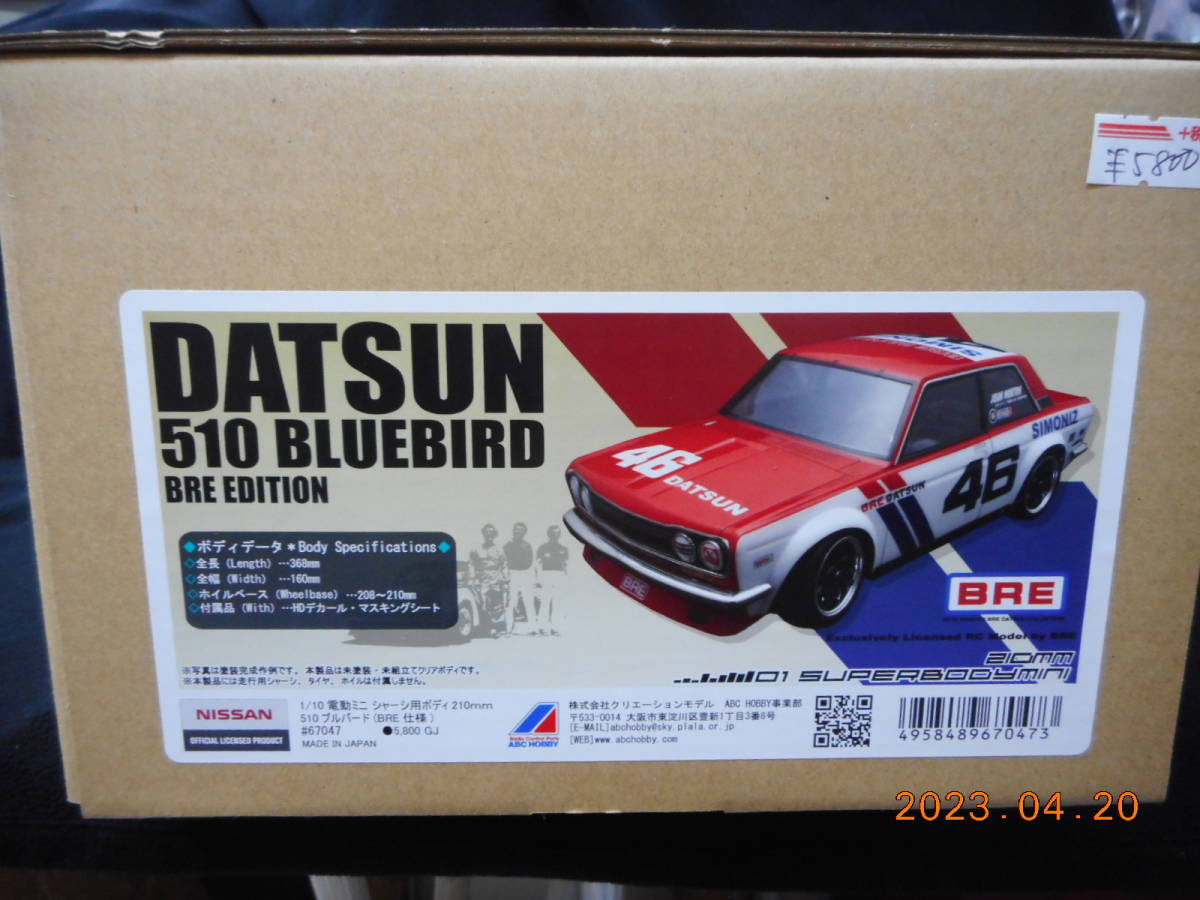 +税
¥5800
DATSUN
510 BLUEBIRD
BRE EDITION
◆ボディデータ*Body Specifications◆
◇全長 (Length) …368mm
◇全幅 (Width) …160mm
◇ホイルベース (Wheelbase) …208～210mm
◇付属品 (With) …HDデカール・マスキングシート
※写真は塗装完成作例です。本製品は未塗装・未組立てクリアボディです。
※本製品には走行用シャーシ、タイヤ、ホイルは付属しません。
46 DATSUN
BRE
BRE DATSUN
46
SIMONIZ
JOHN MORTON
BRE
Exclusively Licensed RC Model by BRE
210mm
01 SUPERBODYmini
NISSAN
OFFICIAL LICENSED PRODUCT
1/10 電動ミニ シャーシ用ボディ 210mm
510 ブルバード (BRE 仕様)
#67047 ●5,800 GJ
MADE IN JAPAN
Radio Control Parts
ABC HOBBY
株式会社クリエーションモデル ABC HOBBY事業部
〒533-0014 大阪市東淀川区豊新1丁目3番8号
[E-MAIL]abchobby@sky.plala.or.jp
[WEB]www.abchobby.com
4958489670473
2023.04.20